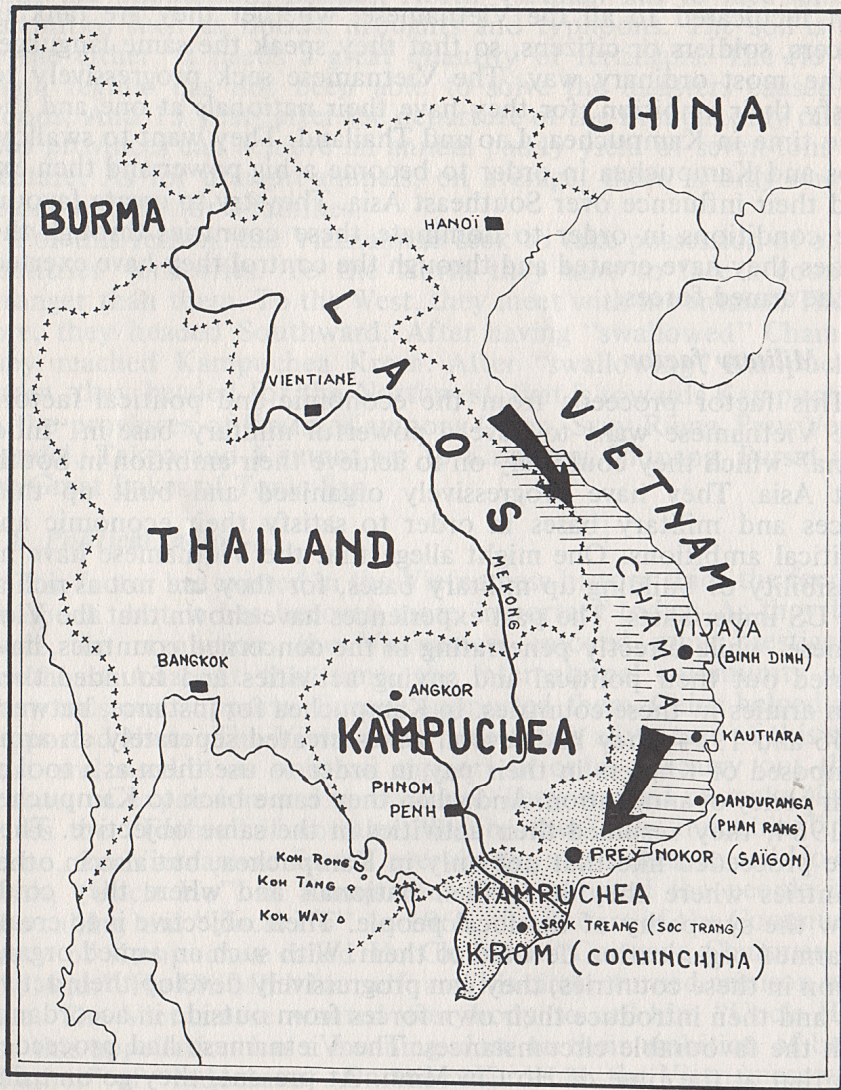 CHINA
BURMA
HANOÏ
LAOS
VIENTIANE
VIETNAM
THAILAND
MEKONG
CHAMPA
VIJAYA
(BINH DINH)
BANGKOK
ANGKOR
KAMPUCHEA
KAUTHARA
PHNOM
PENH
PANDURANGA
(PHAN RANG)
KOH RONG
PREY NOKOR (SAÏGON)
KOH TANG
KAMPUCHEA
KOH WAY
SROK TREANG (SOC TRANG)
KROM (COCHINCHINA)